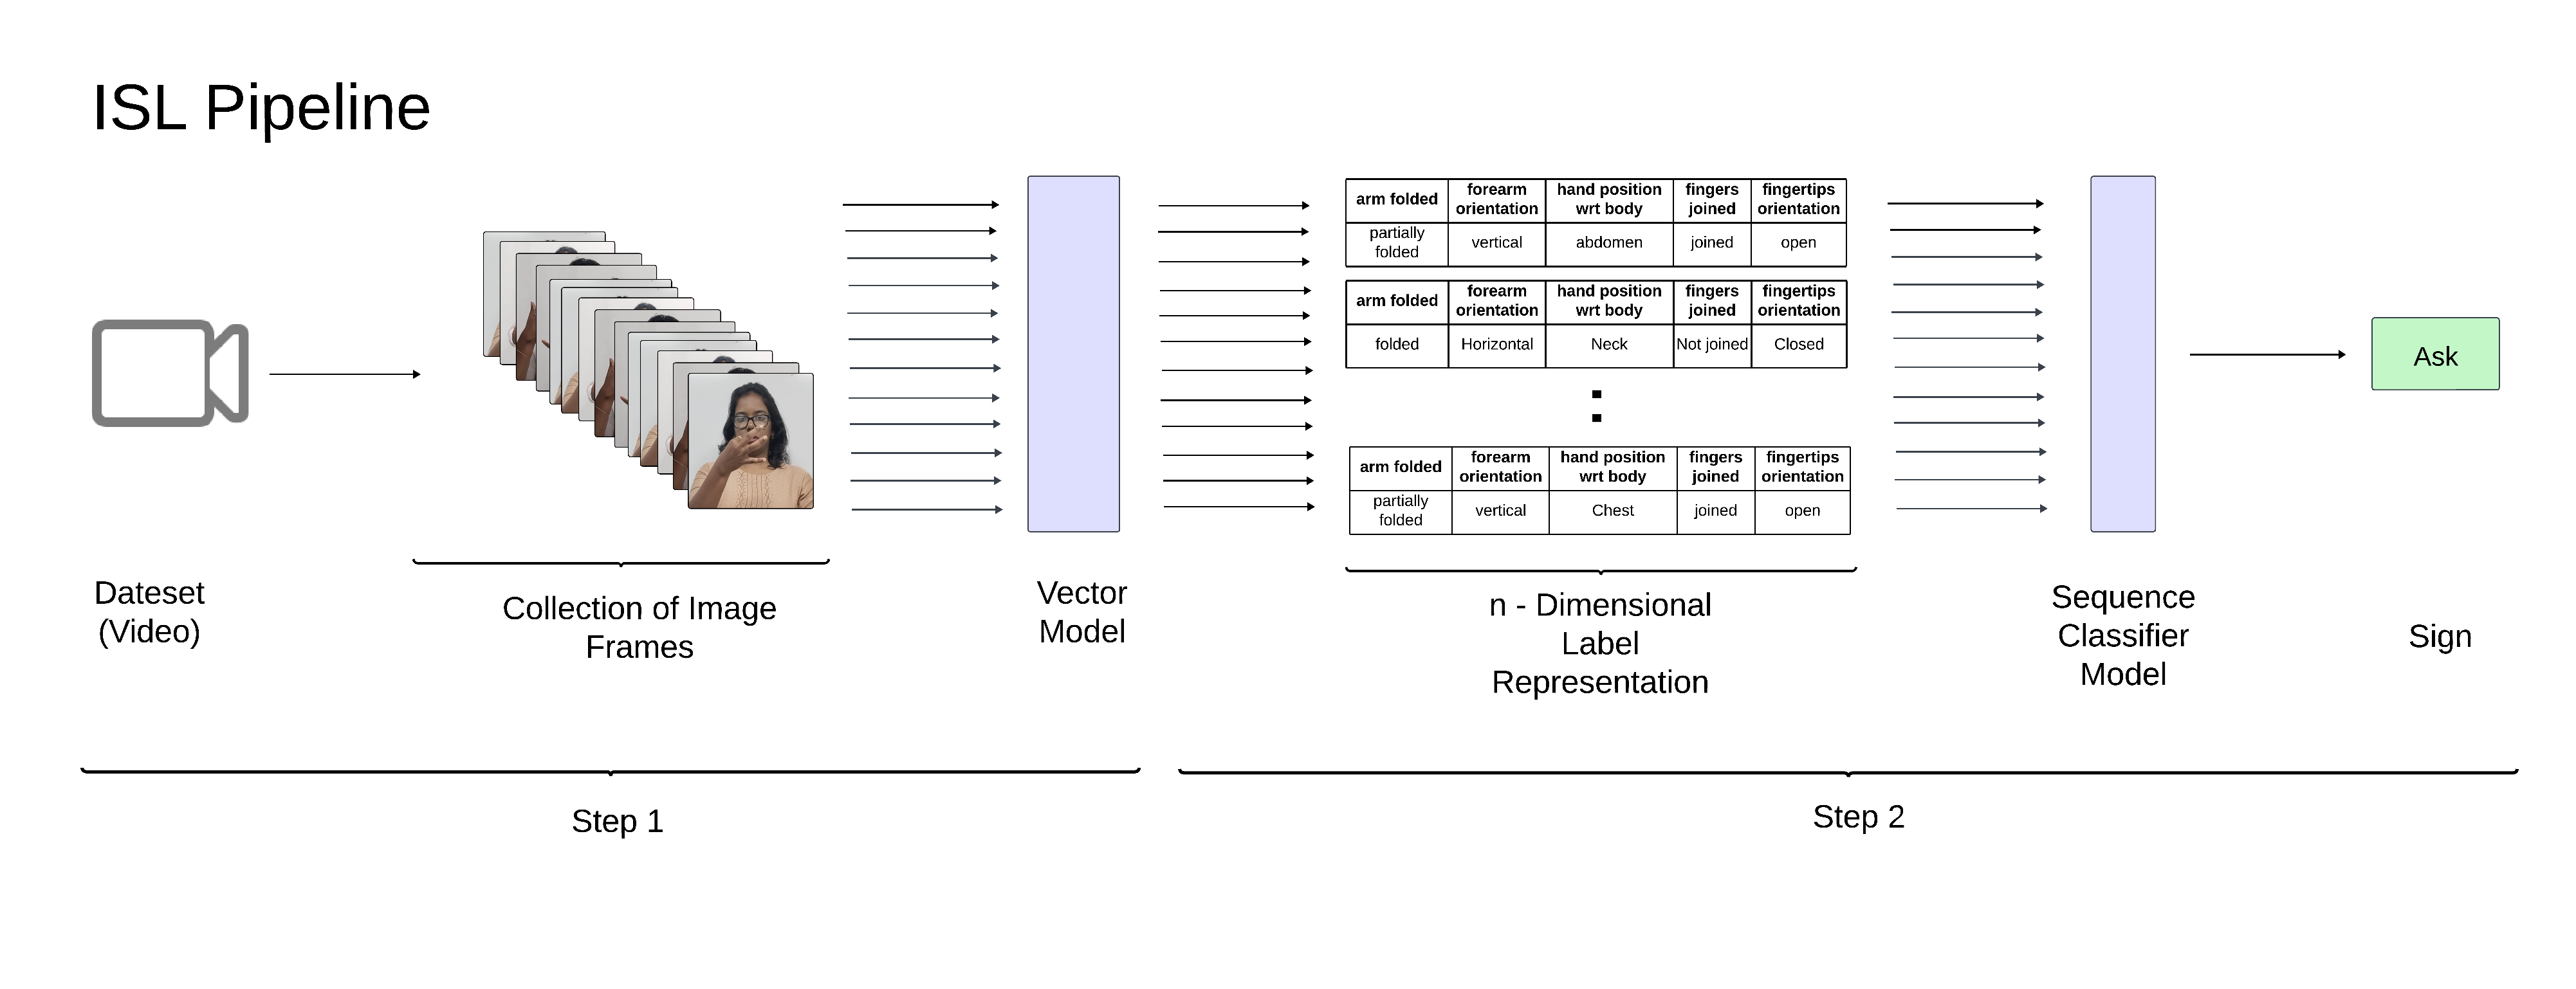 ISL Pipeline
arm folded
forearm
orientation
hand position
wrt body
fingers
joined
fingertips
orientation
partially
folded
vertical
abdomen
joined
open
arm folded
forearm
orientation
hand position
wrt body
fingers
joined
fingertips
orientation
folded
Horizontal
Neck
Not joined
Closed
arm folded
forearm
orientation
hand position
wrt body
fingers
joined
fingertips
orientation
partially
folded
vertical
Chest
joined
open
Ask
Dateset
(Video)
Collection of Image
Frames
Vector
Model
n - Dimensional
Label
Representation
Sequence
Classifier
Model
Sign
Step 1
Step 2